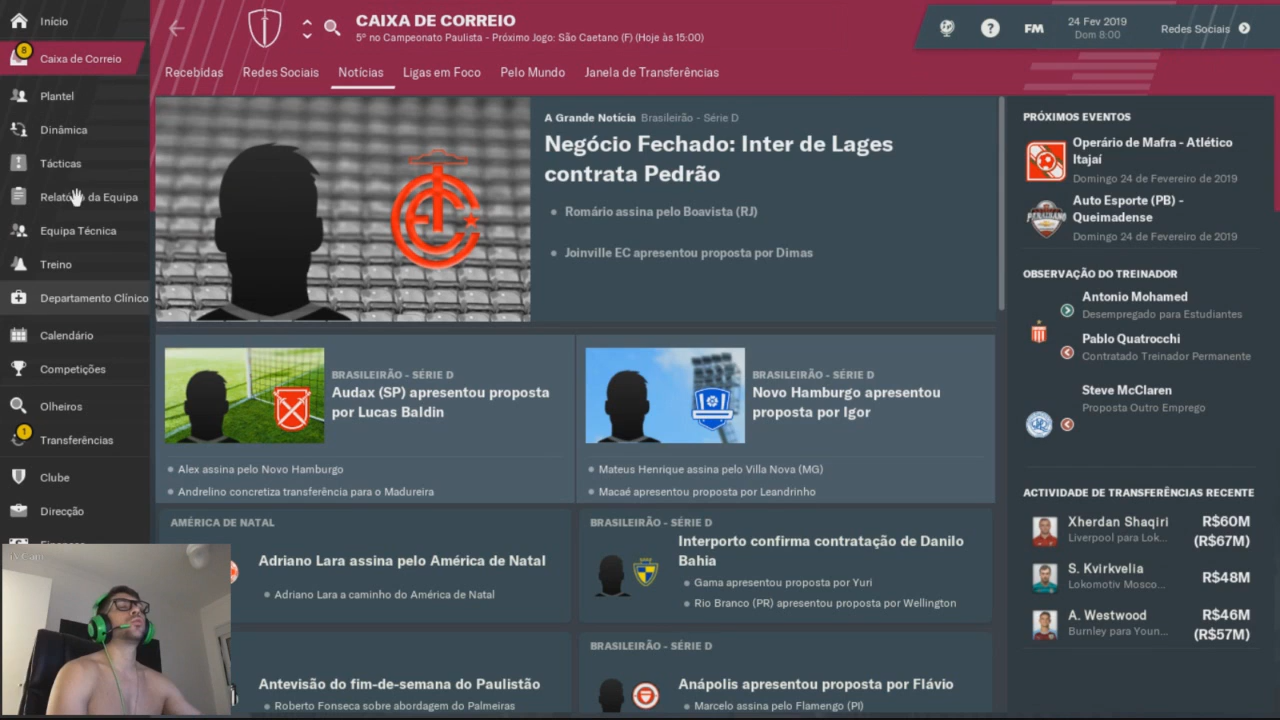 Início
8
Caixa de Correio
Plantel
Dinâmica
Tácticas
da Equipa
Equipa Técnica
Treino
Departamento Clínico
Calendário
Competições
Olheiros
1
Transferências
Clube
Direcção
CAIXA DE CORREIO
5º no Campeonato Paulista - Próximo Jogo: São Caetano (F) (Hoje às 15:00)
FM
24 Fev 2019
Dom 8:00
Redes Sociais
Recebidas
Redes Sociais
Notícias
Ligas em Foco
Pelo Mundo
Janela de Transferências
A Grande Notícia Brasileirão - Série D
Negócio Fechado: Inter de Lages
contrata Pedrão
Romário assina pelo Boavista (RJ)
Joinville EC apresentou proposta por Dimas
BRASILEIRÃO - SÉRIE D
Audax (SP) apresentou proposta
por Lucas Baldin
Alex assina pelo Novo Hamburgo
Andrelino concretiza transferência para o Madureira
BRASILEIRÃO - SÉRIE D
Novo Hamburgo apresentou
proposta por Igor
Mateus Henrique assina pelo Villa Nova (MG)
Macaé apresentou proposta por Leandrinho
AMÉRICA DE NATAL
Adriano Lara assina pelo América de Natal
Adriano Lara a caminho do América de Natal
BRASILEIRÃO - SÉRIE D
Interporto confirma contratação de Danilo
Bahia
Gama apresentou proposta por Yuri
Rio Branco (PR) apresentou proposta por Wellington
Antevisão do fim-de-semana do Paulistão
Roberto Fonseca sobre abordagem do Palmeiras
BRASILEIRÃO - SÉRIE D
Anápolis apresentou proposta por Flávio
Marcelo assina pelo Flamengo (PI)
PRÓXIMOS EVENTOS
Operário de Mafra - Atlético
Itajaí
Domingo 24 de Fevereiro de 2019
Auto Esporte (PB) -
Queimadense
Domingo 24 de Fevereiro de 2019
OBSERVAÇÃO DO TREINADOR
Antonio Mohamed
Desempregado para Estudiantes
Pablo Quatrocchi
Contratado Treinador Permanente
Steve McClaren
Proposta Outro Emprego
ACTIVIDADE DE TRANSFERÊNCIAS RECENTE
Xherdan Shaqiri
Liverpool para Lok...
R$60M
(R$67M)
S. Kvirkvelia
Lokomotiv Mosco...
R$48M
A. Westwood
Burnley para Youn...
R$46M
(R$57M)